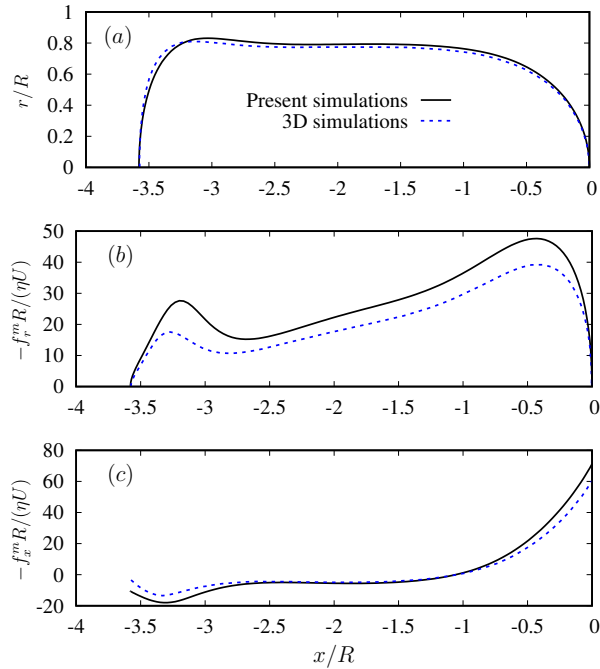 1
0.8
0.6
0.4
0.2
0
r/R
(a)
Present simulations
3D simulations
-4 -3.5 -3 -2.5 -2 -1.5 -1 -0.5 0
50
40
30
20
10
0
−f_r^m R/(ηU)
(b)
-4 -3.5 -3 -2.5 -2 -1.5 -1 -0.5 0
80
60
40
20
0
-20
−f_x^m R/(ηU)
(c)
-4 -3.5 -3 -2.5 -2 -1.5 -1 -0.5 0
x/R